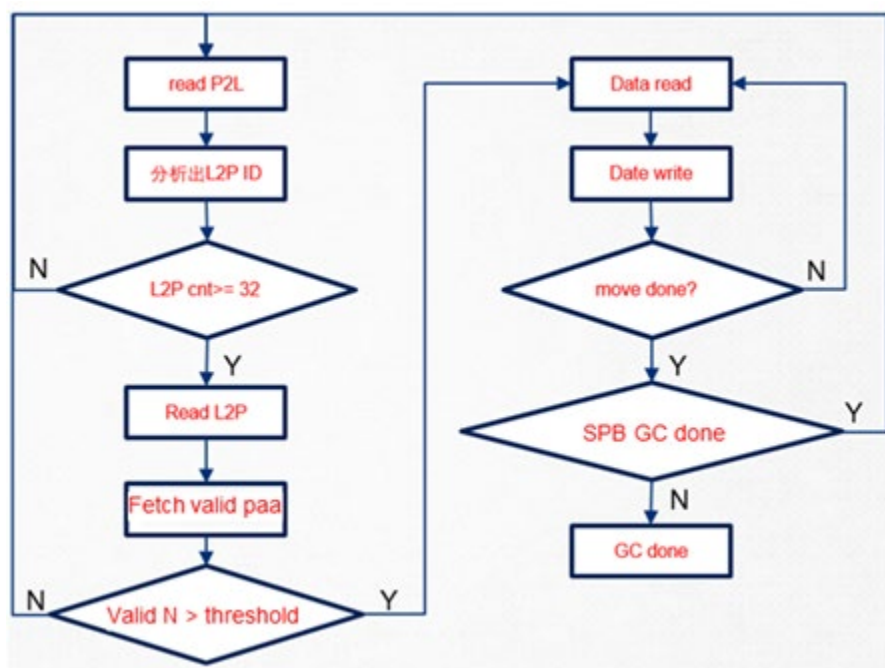 read P2L
分析出L2P ID
L2P cnt>= 32
N
Y
Read L2P
Fetch valid paa
Valid N > threshold
N
Y
Data read
Date write
move done?
N
Y
SPB GC done
Y
N
GC done